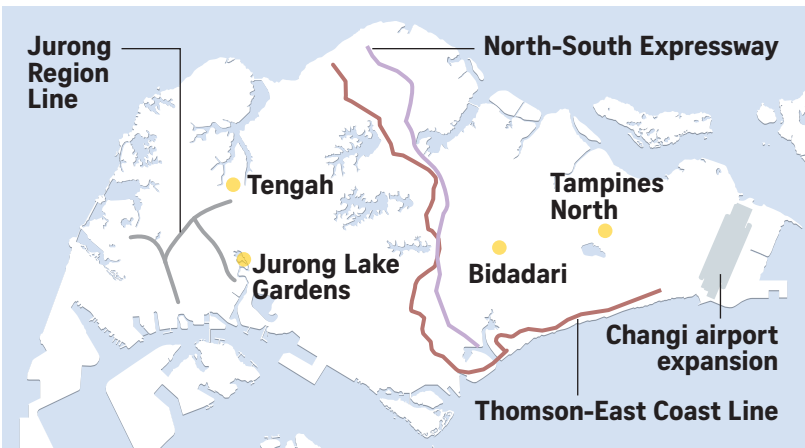 Jurong
Region
Line
North-South Expressway
Tengah
Tampines
North
Jurong Lake
Gardens
Bidadari
Changi airport
expansion
Thomson-East Coast Line